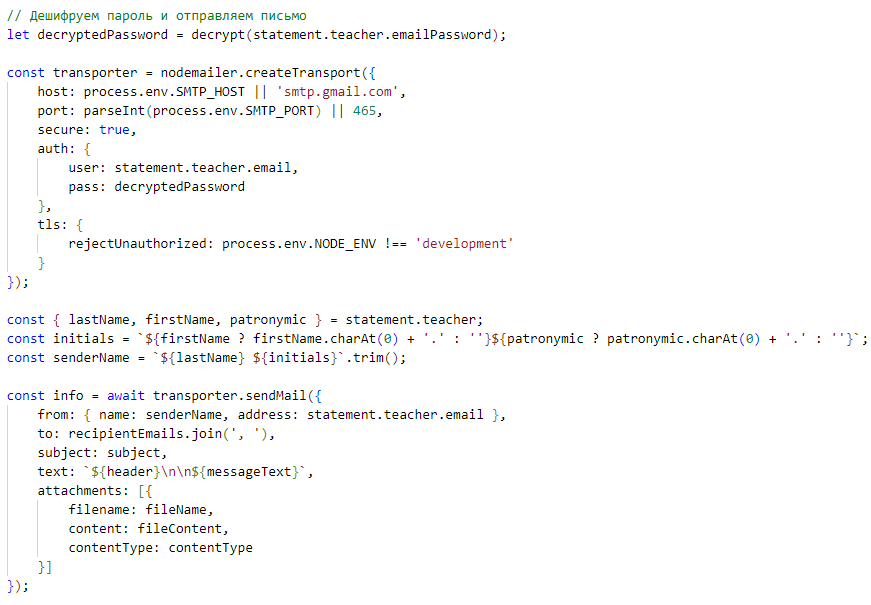 // Дешифруем пароль и отправляем письмо
let decryptedPassword = decrypt(statement.teacher.emailPassword);
const transporter = nodemailer.createTransport({
host: process.env.SMTP_HOST || 'smtp.gmail.com',
port: parseInt(process.env.SMTP_PORT) || 465,
secure: true,
auth: {
user: statement.teacher.email,
pass: decryptedPassword
},
tls: {
rejectUnauthorized: process.env.NODE_ENV !== 'development'
}
});
const { lastName, firstName, patronymic } = statement.teacher;
const initials = `${firstName ? firstName.charAt(0) + '.' : ''}${patronymic ? patronymic.charAt(0) + '.' : ''}`;
const senderName = `${lastName} ${initials}`.trim();
const info = await transporter.sendMail({
from: { name: senderName, address: statement.teacher.email },
to: recipientEmails.join(', '),
subject: subject,
text: `${header}\n\n${messageText}`,
attachments: [{
filename: fileName,
content: fileContent,
contentType: contentType
}]
});